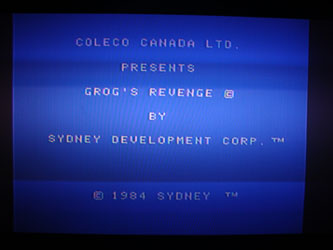 COLECO CANADA LTD.
PRESENTS
GROG'S REVENGE ©
BY
SYDNEY DEVELOPMENT CORP.™
© 1984 SYDNEY ™